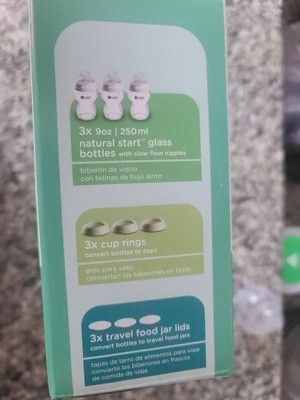 3x 9oz | 250ml
natural start™ glass
bottles with slow flow nipples
biberón de vidrio
con tetinas de flujo lento
3x cup rings
convert bottles to cups
aros para vaso
convierten los biberones en tazas
3x travel food jar lids
convert bottles to travel food jars
tapas de tarro de alimentos para viaje
convierte los biberones en frascos
de comida de viaje